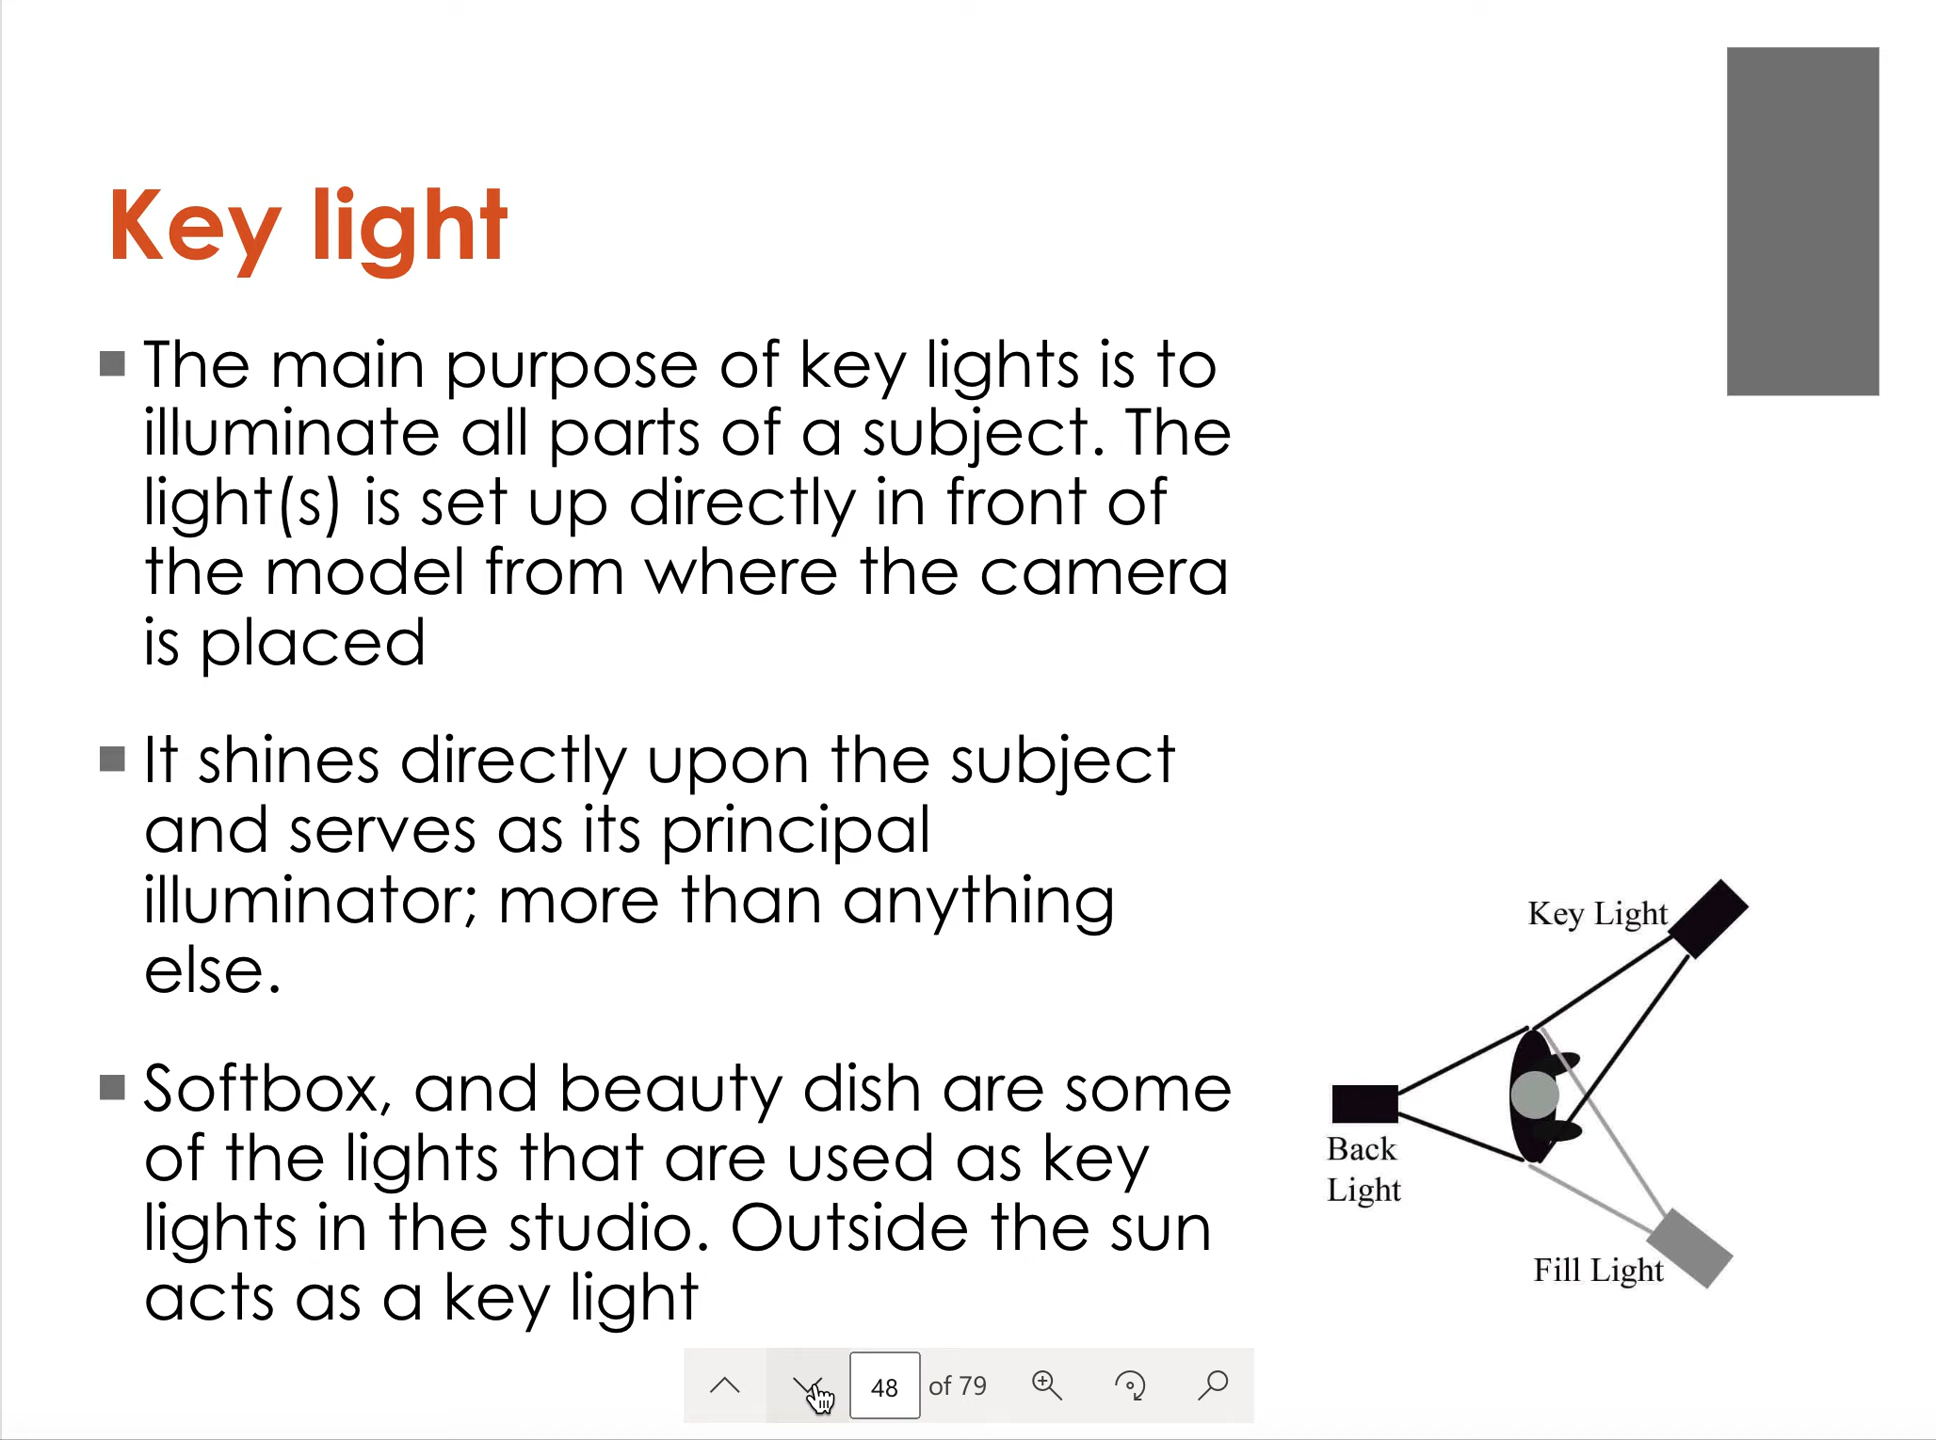 Key light
The main purpose of key lights is to
illuminate all parts of a subject. The
light(s) is set up directly in front of
the model from where the camera
is placed
It shines directly upon the subject
and serves as its principal
illuminator; more than anything
else.
Softbox, and beauty dish are some
of the lights that are used as key
lights in the studio. Outside the sun
acts as a key light
Key Light
Back
Light
Fill Light
48 of 79